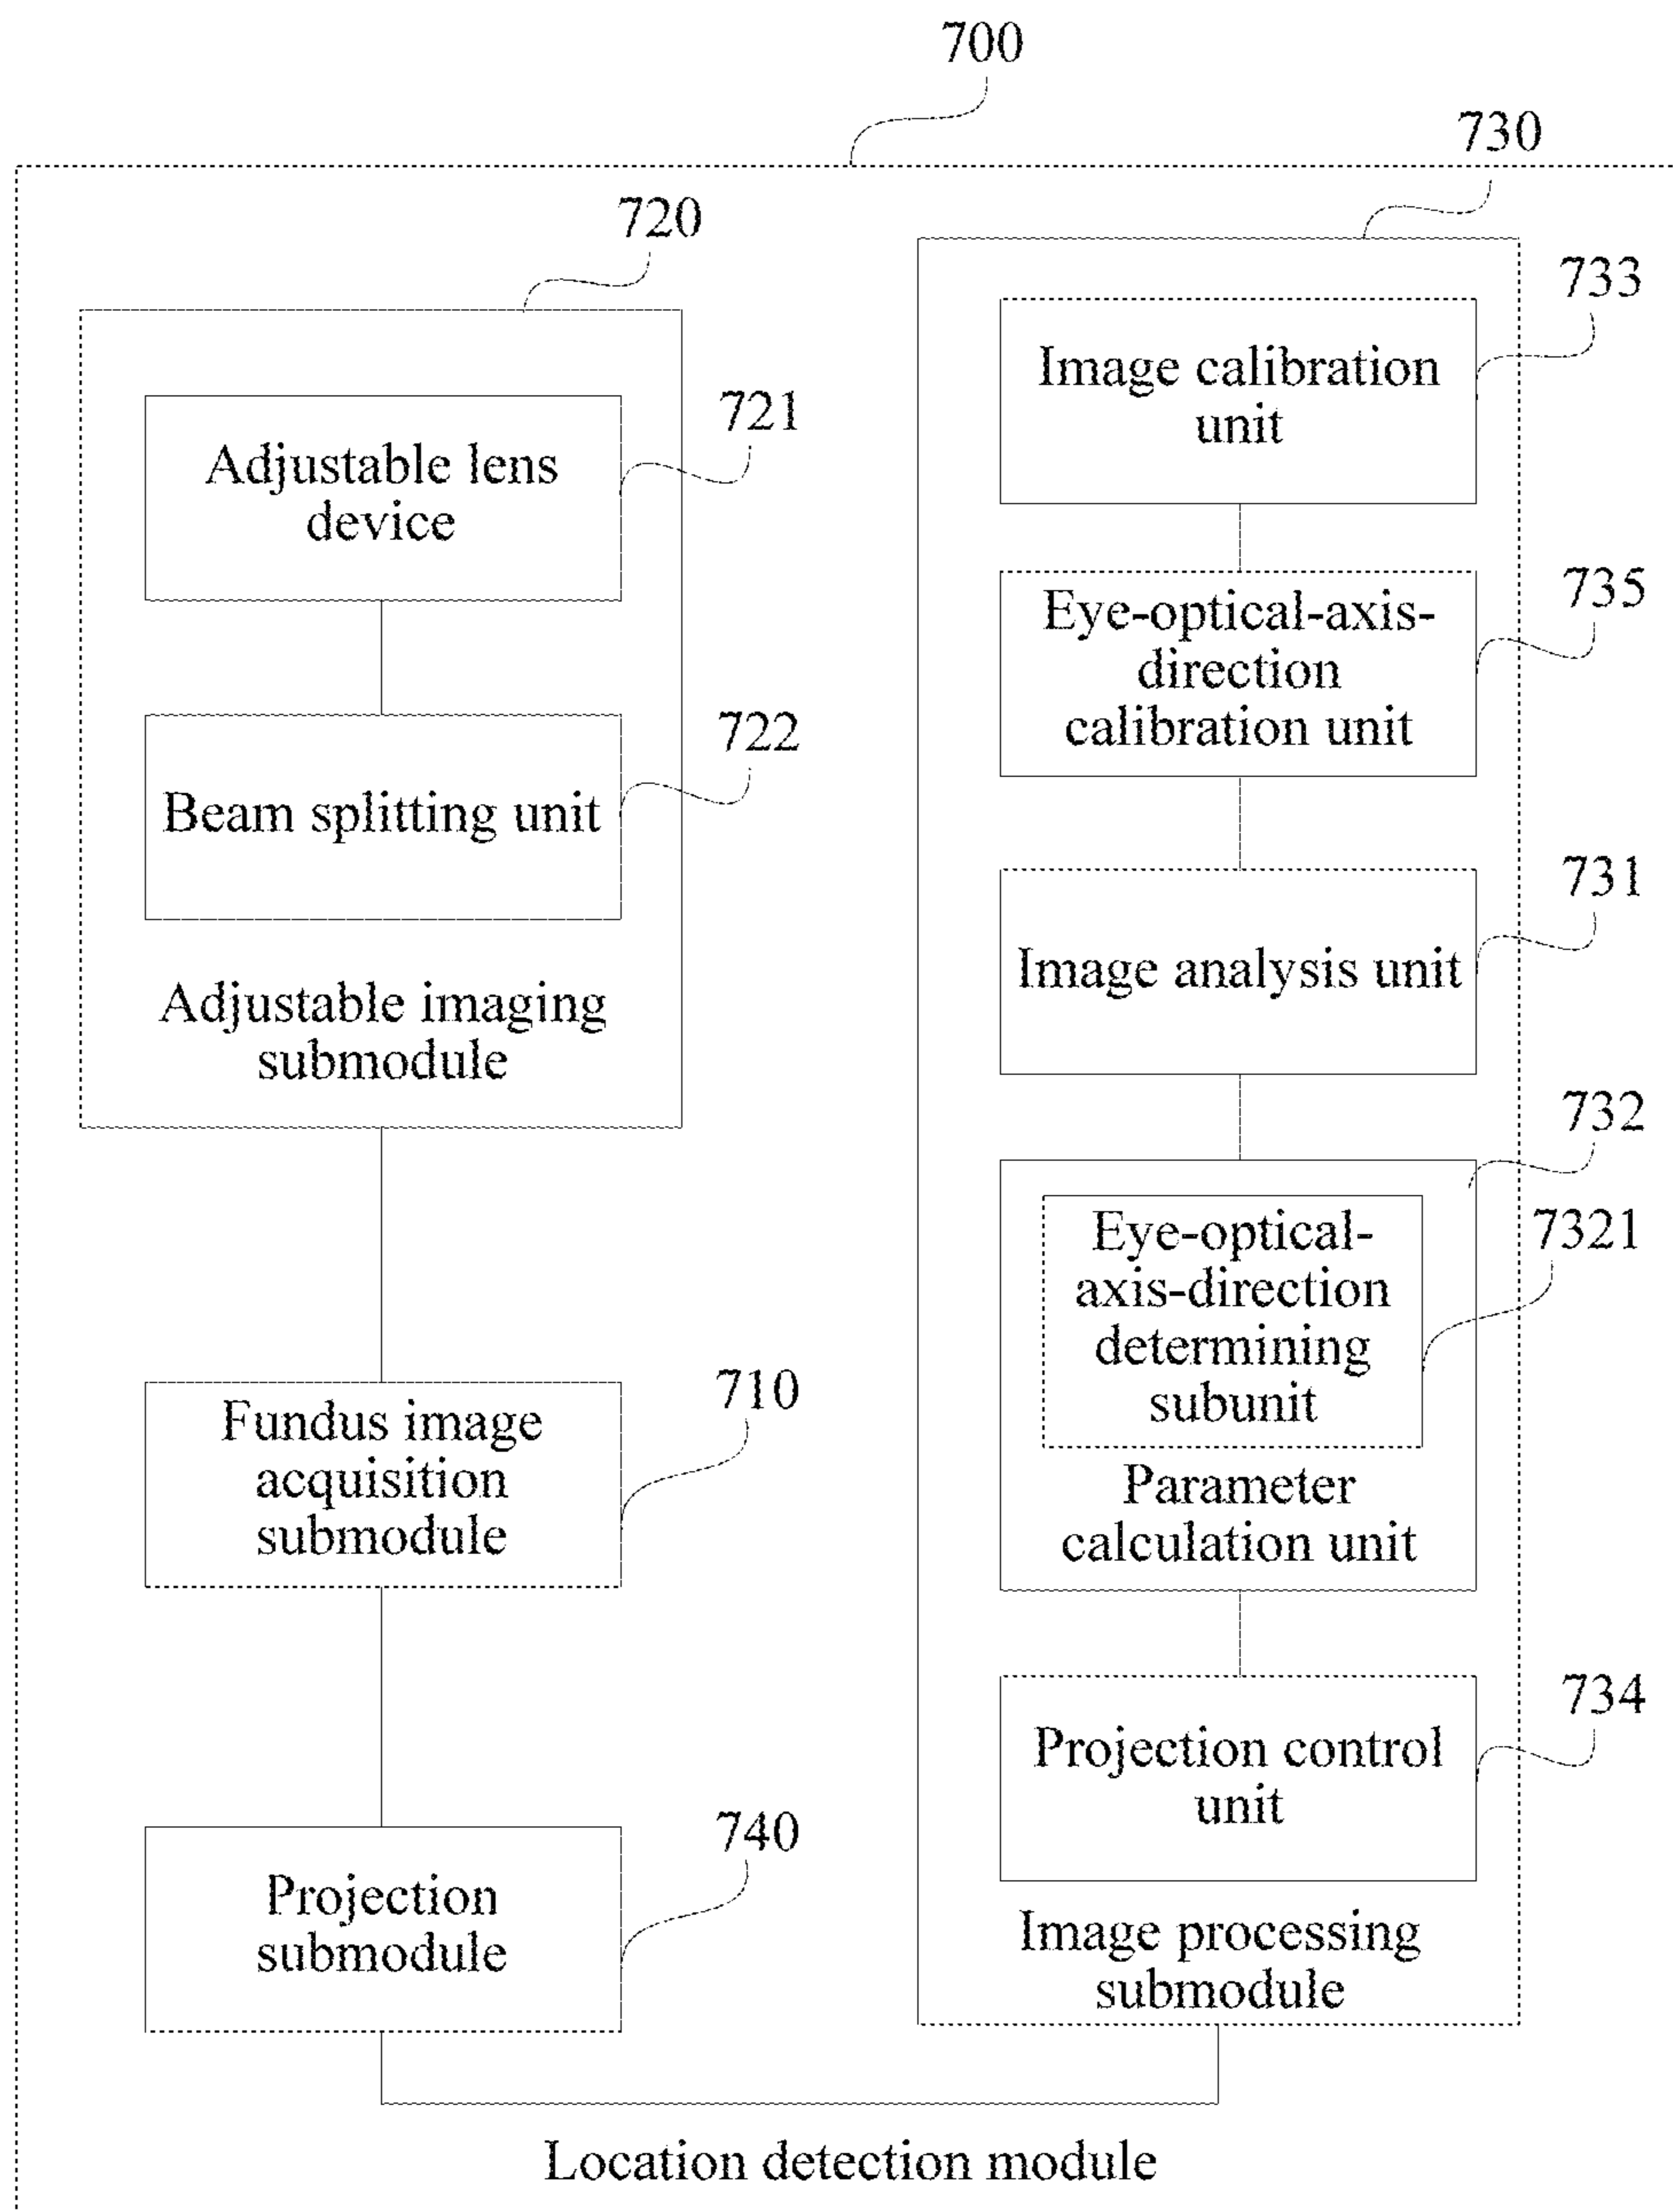 700
730
720
733
Image calibration
unit
721
Adjustable lens
device
735
Eye-optical-axis-
direction
calibration unit
722
Beam splitting unit
731
Image analysis unit
Adjustable imaging
submodule
732
7321
Eye-optical-
axis-direction
determining
subunit
Parameter
calculation unit
710
Fundus image
acquisition
submodule
734
Projection control
unit
740
Projection
submodule
Image processing
submodule
Location detection module